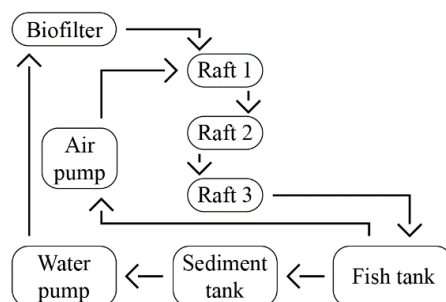 Biofilter
Raft 1
Raft 2
Air
pump
Raft 3
Water
pump
Sediment
tank
Fish tank